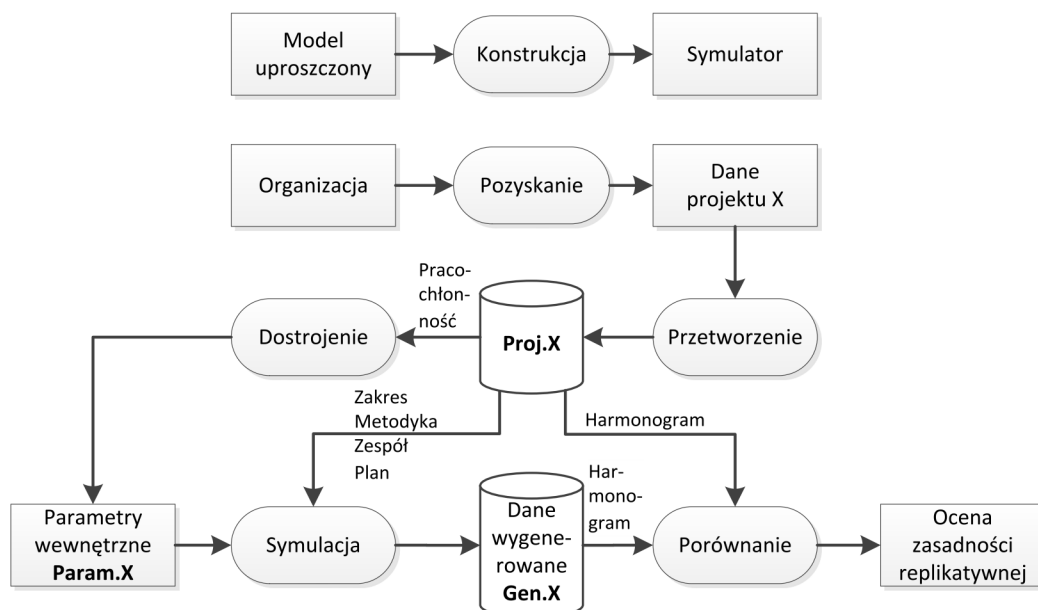 Model
uproszczony
Konstrukcja
Symulator
Organizacja
Pozyskanie
Dane
projektu X
Praco-
chłon-
ność
Dostrojenie
Proj.X
Przetworzenie
Zakres
Metodyka
Zespół
Plan
Harmonogram
Parametry
wewnętrzne
Param.X
Symulacja
Dane
wygene-
rowane
Gen.X
Har-
mono-
gram
Porównanie
Ocena
zasadności
replikatywnej